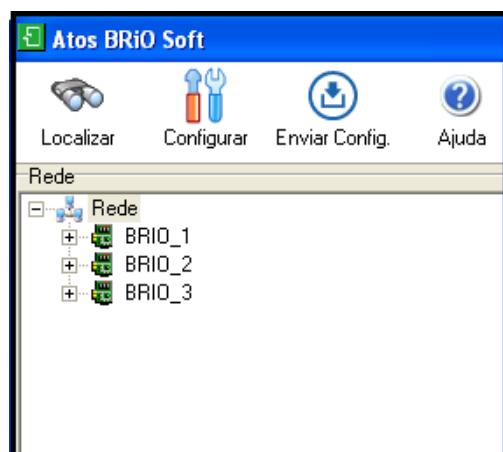 Atos BRiO Soft
Localizar Configurar Enviar Config. Ajuda
Rede
Rede
BRIO_1
BRIO_2
BRIO_3